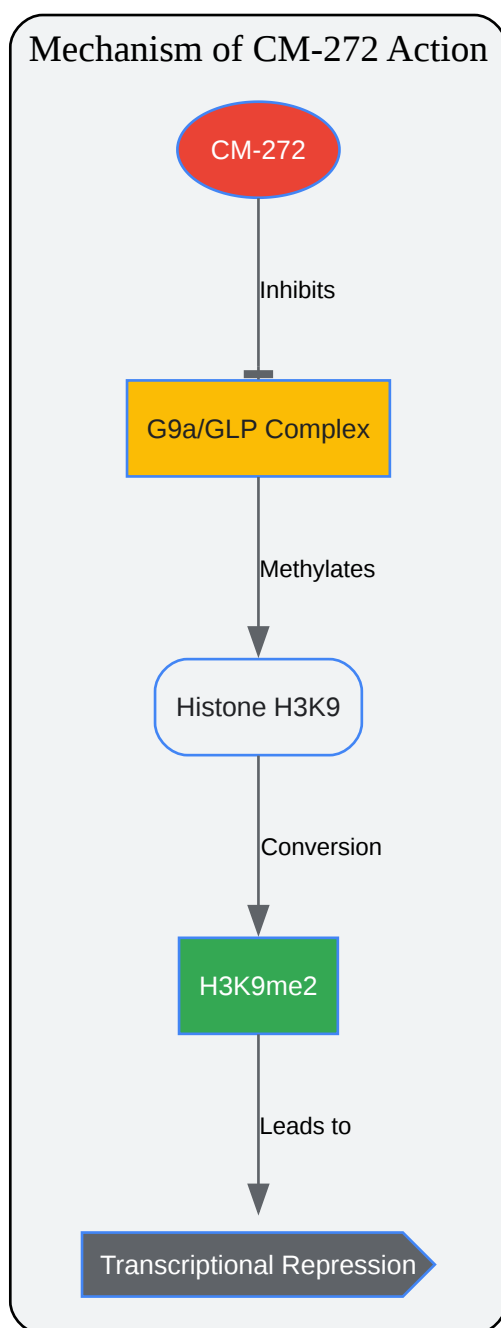 Mechanism of CM-272 Action
CM-272
Inhibits
G9a/GLP Complex
Methylates
Histone H3K9
Conversion
H3K9me2
Leads to
Transcriptional Repression